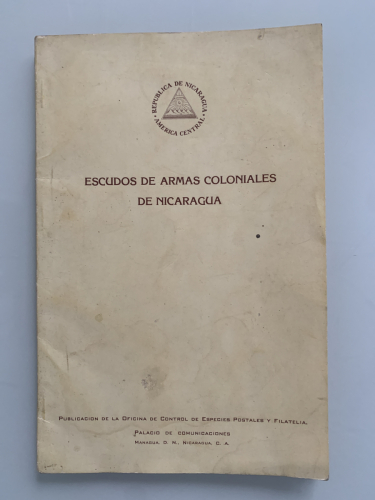 REPUBLICA DE NICARAGUA
AMERICA CENTRAL
ESCUDOS DE ARMAS COLONIALES
DE NICARAGUA
PUBLICACION DE LA OFICINA DE CONTROL DE ESPECIES POSTALES Y FILATELIA.
PALACIO DE COMUNICACIONES
MANAGUA, D. N., NICARAGUA, C. A.